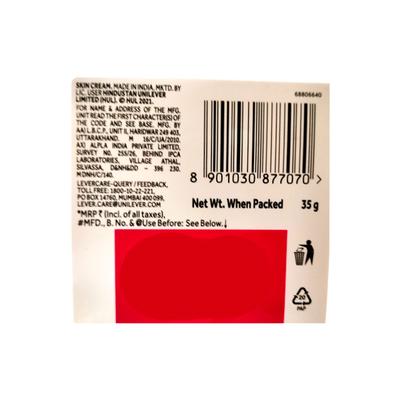 68806640
SKIN CREAM. MADE IN INDIA, MKTD. BY
LIC. USER HINDUSTAN UNILEVER
LIMITED (HUL). © HUL 2021.
FOR NAME & ADDRESS OF THE MFG.
UNIT READ THE FIRST CHARACTER(S) OF
THE CODE AND SEE BASE. MFG. BY
AA) L.B.C.P., UNIT II, HARIDWAR 249 403,
UTTARAKHAND. M 16/C/UA/2010.
AX) ALPLA INDIA PRIVATE LIMITED,
SURVEY NO. 255/26, BEHIND IPCA
LABORATORIES, VILLAGE ATHAL,
SILVASSA, D&NH&DD – 396 230.
MDNH/C/140.
LEVERCARE-QUERY / FEEDBACK,
TOLL FREE: 1800-10-22-221.
PO BOX 14760, MUMBAI 400 099,
LEVER.CARE@UNILEVER.COM
*MRP ₹ (Incl. of all taxes),
#MFD., B. No. & @Use Before: See Below↓
8 901030 877070 >
Net Wt. When Packed 35 g
20
PAP